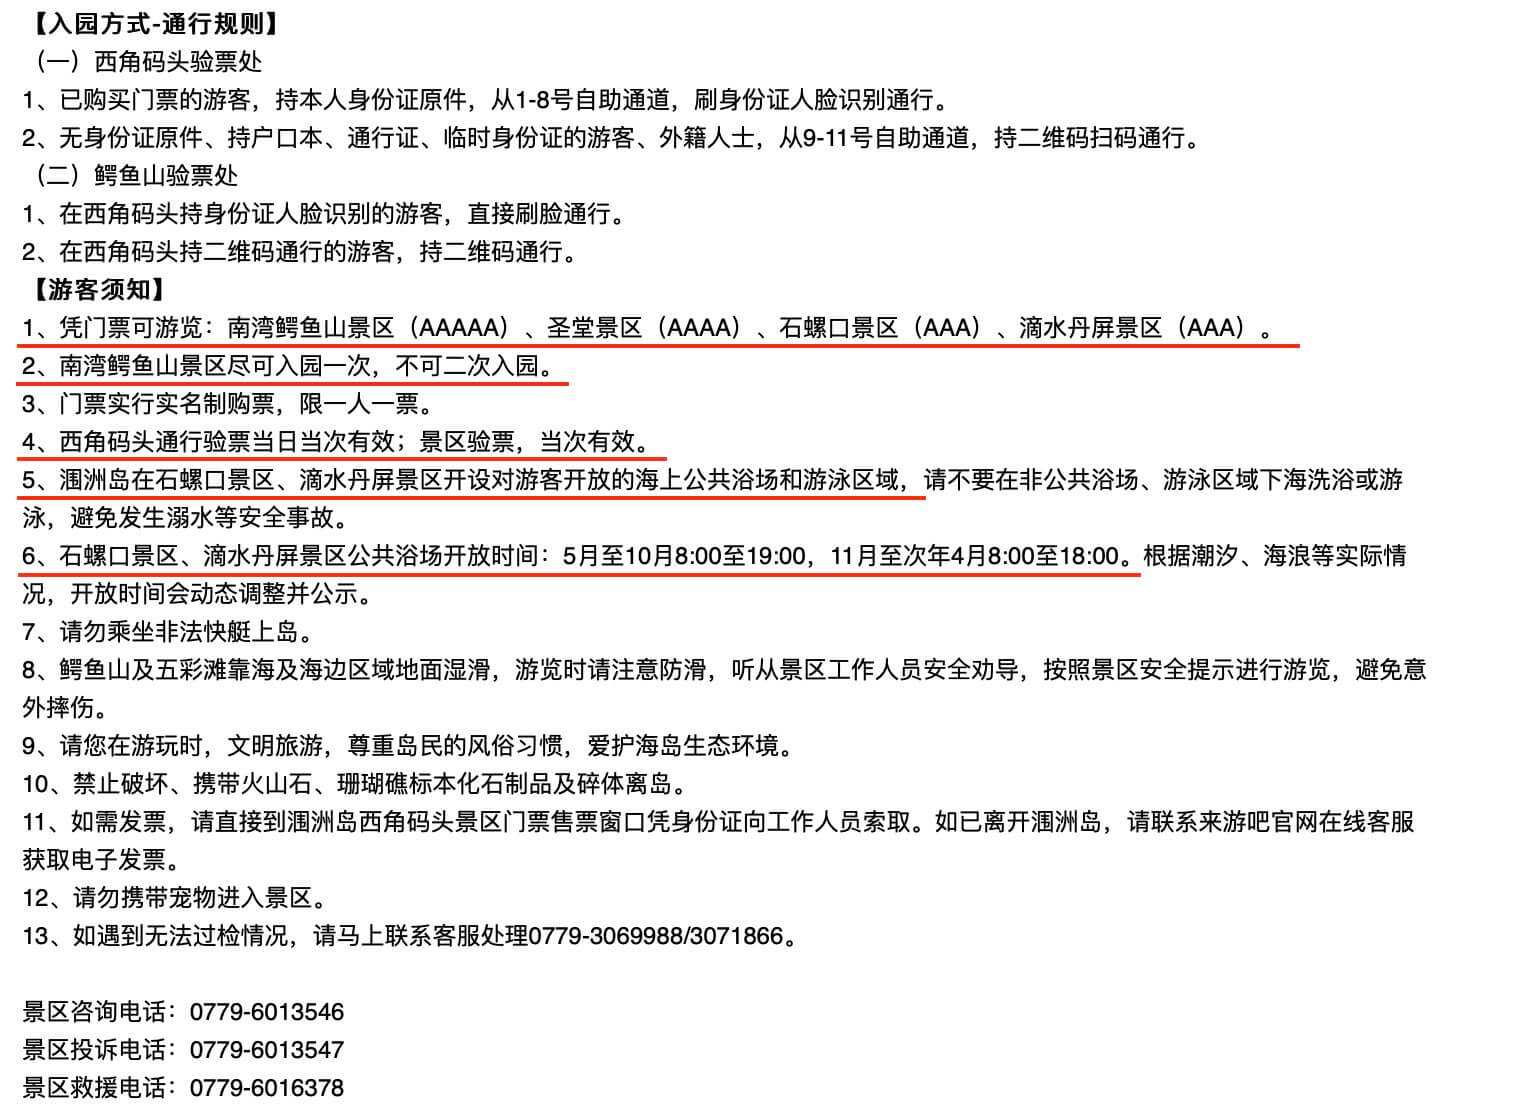 【入园方式-通行规则】
（一）西角码头验票处
1、已购买门票的游客，持本人身份证原件，从1-8号自助通道，刷身份证人脸识别通行。
2、无身份证原件、持户口本、通行证、临时身份证的游客、外籍人士，从9-11号自助通道，持二维码扫码通行。
（二）鳄鱼山验票处
1、在西角码头持身份证人脸识别的游客，直接刷脸通行。
2、在西角码头持二维码通行的游客，持二维码通行。
【游客须知】
1、凭门票可游览：南湾鳄鱼山景区（AAAAA）、圣堂景区（AAAA）、石螺口景区（AAA）、滴水丹屏景区（AAA）。
2、南湾鳄鱼山景区尽可入园一次，不可二次入园。
3、门票实行实名制购票，限一人一票。
4、西角码头通行验票当日当次有效；景区验票，当次有效。
5、涠洲岛在石螺口景区、滴水丹屏景区开设对游客开放的海上公共浴场和游泳区域，请不要在非公共浴场、游泳区域下海洗浴或游
泳，避免发生溺水等安全事故。
6、石螺口景区、滴水丹屏景区公共浴场开放时间：5月至10月8:00至19:00，11月至次年4月8:00至18:00。根据潮汐、海浪等实际情
况，开放时间会动态调整并公示。
7、请勿乘坐非法快艇上岛。
8、鳄鱼山及五彩滩靠海及海边区域地面湿滑，游览时请注意防滑，听从景区工作人员安全劝导，按照景区安全提示进行游览，避免意
外摔伤。
9、请您在游玩时，文明旅游，尊重岛民的风俗习惯，爱护海岛生态环境。
10、禁止破坏、携带火山石、珊瑚礁标本化石制品及碎体离岛。
11、如需发票，请直接到涠洲岛西角码头景区门票售票窗口凭身份证向工作人员索取。如已离开涠洲岛，请联系来游吧官网在线客服
获取电子发票。
12、请勿携带宠物进入景区。
13、如遇到无法过检情况，请马上联系客服处理0779-3069988/3071866。
景区咨询电话：0779-6013546
景区投诉电话：0779-6013547
景区救援电话：0779-6016378